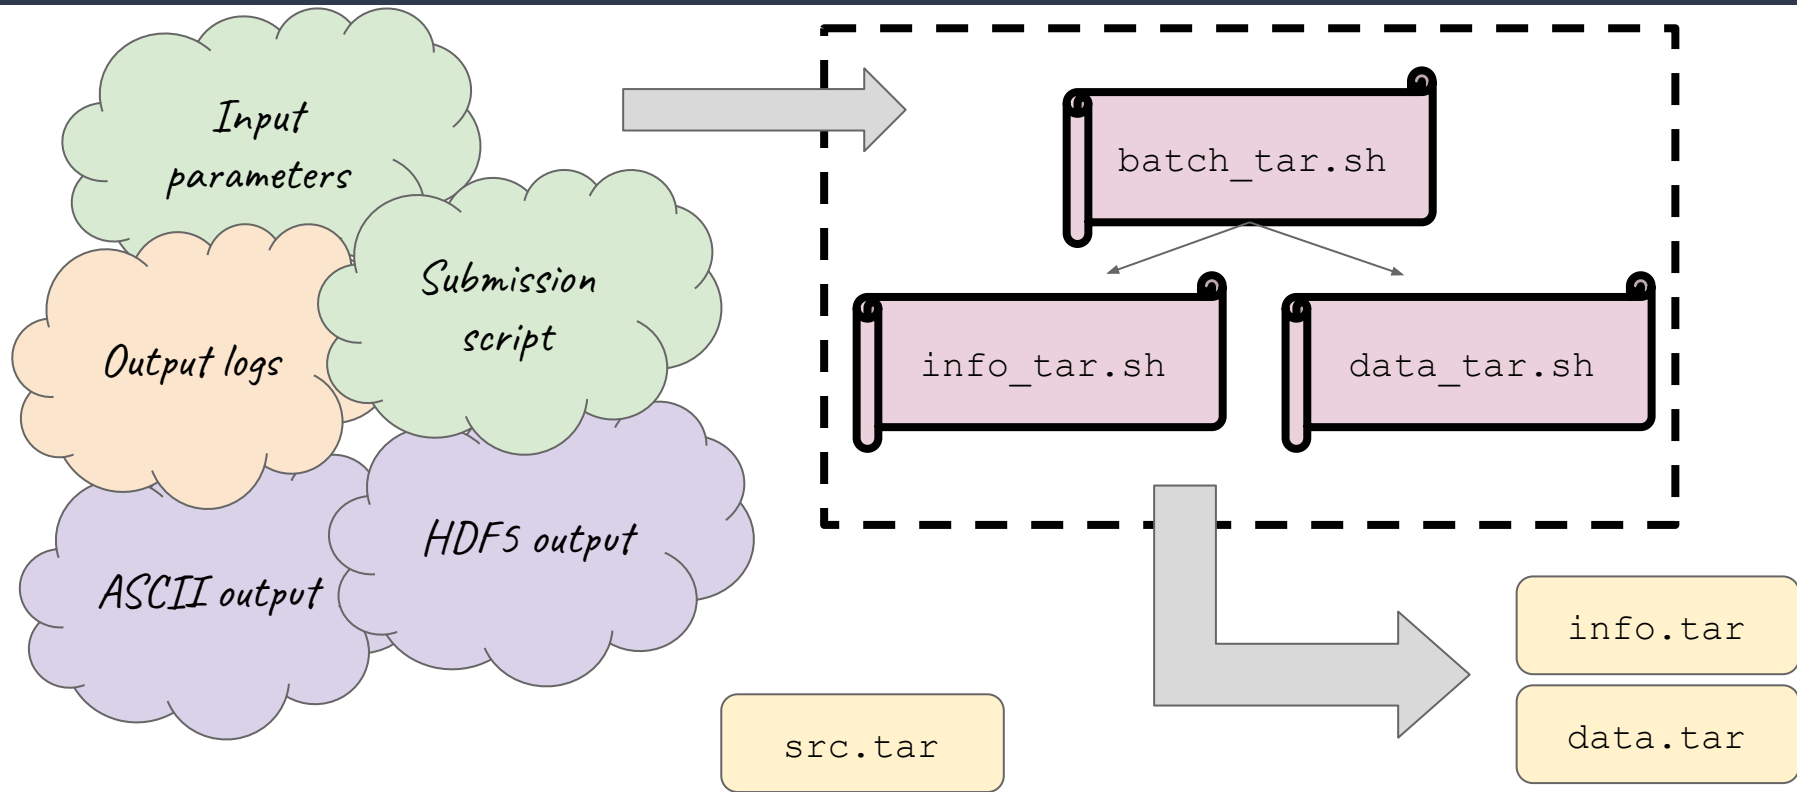 Input
parameters
Submission
script
Output logs
HDF5 output
ASCII output
batch_tar.sh
info_tar.sh
data_tar.sh
info.tar
data.tar
src.tar